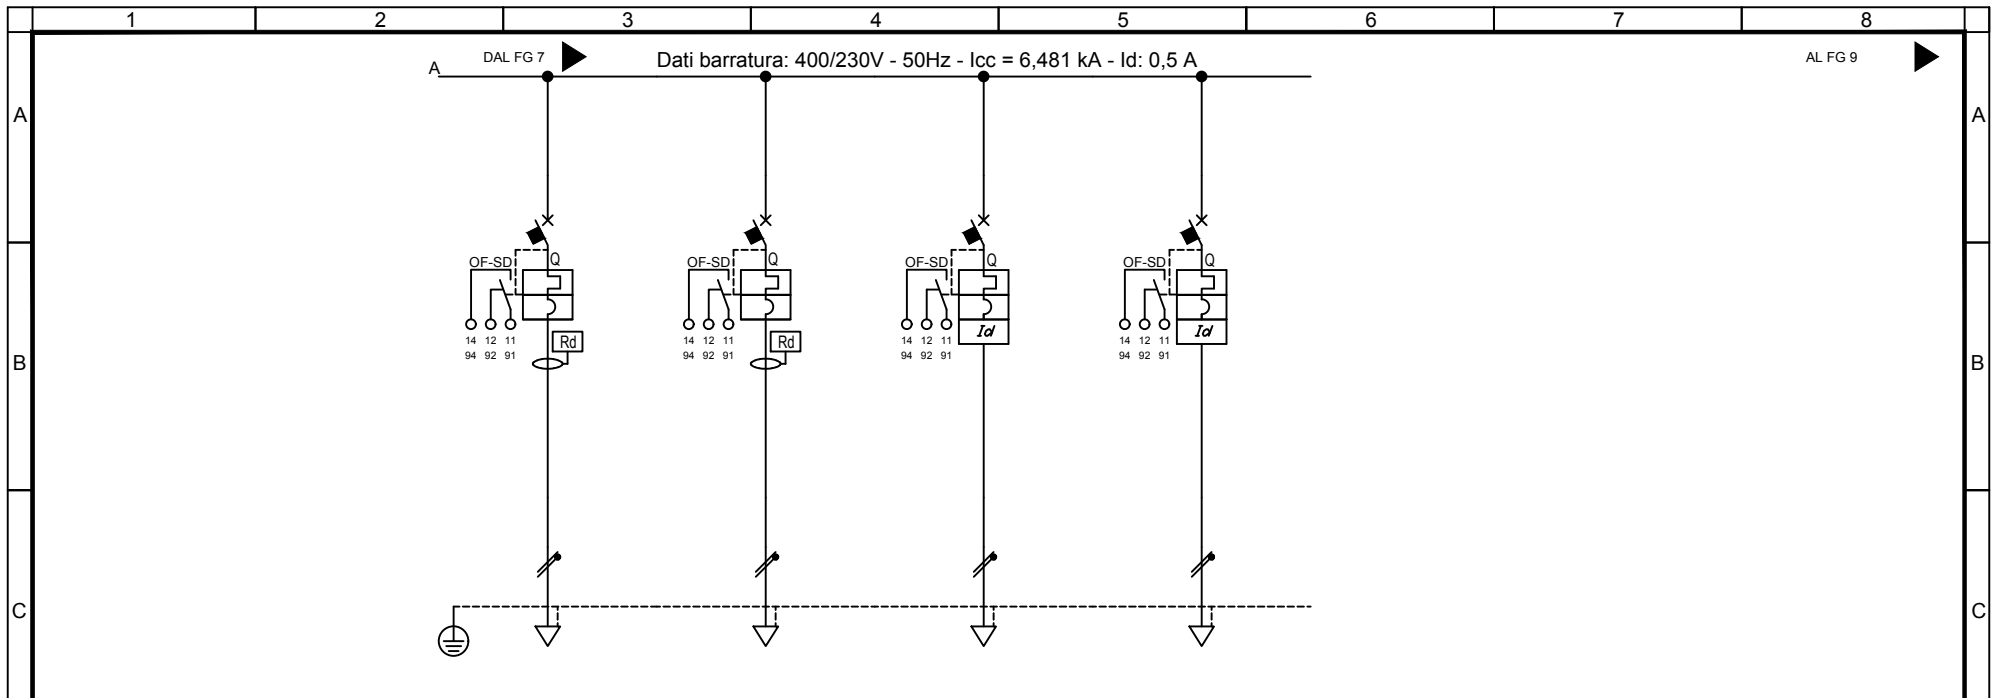 1 2 3 4 5 6 7 8
DAL FG 7 Dati barratura: 400/230V - 50Hz - Icc = 6,481 kA - Id: 0,5 A AL FG 9
A
A A
Q Q Q Q
OF-SD OF-SD OF-SD OF-SD
14 12 11 Rd 14 12 11 Rd 14 12 11 Id 14 12 11 Id
94 92 91 94 92 91 94 92 91 94 92 91
B B
C C